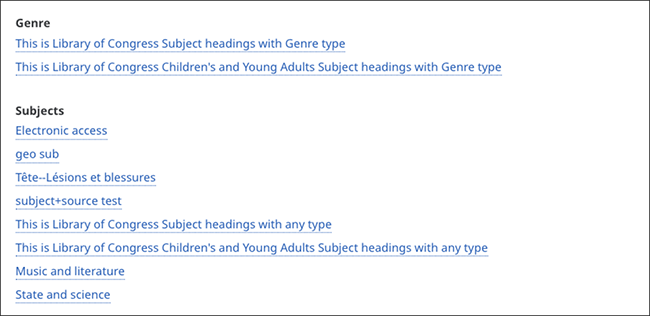 Genre
This is Library of Congress Subject headings with Genre type
This is Library of Congress Children's and Young Adults Subject headings with Genre type
Subjects
Electronic access
geo sub
Tête--Lésions et blessures
subject+source test
This is Library of Congress Subject headings with any type
This is Library of Congress Children's and Young Adults Subject headings with any type
Music and literature
State and science